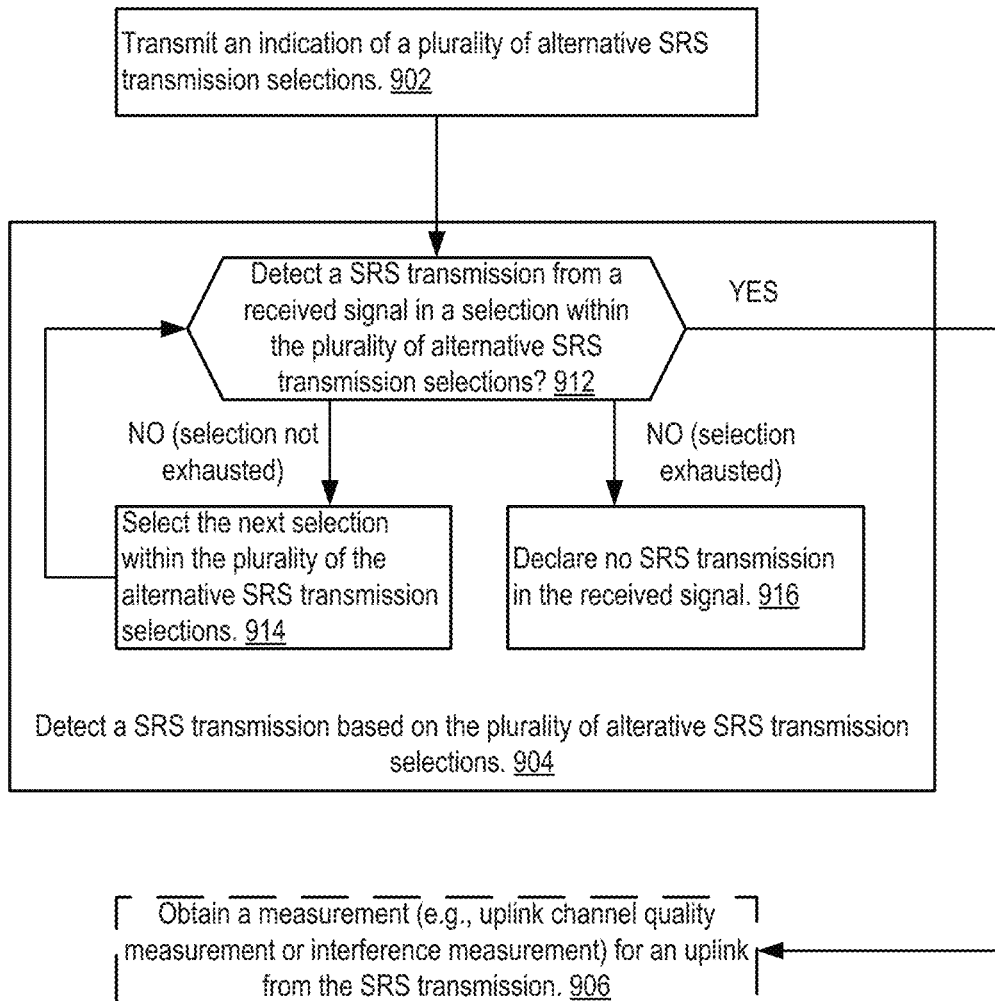 Transmit an indication of a plurality of alternative SRS
transmission selections. 902
Detect a SRS transmission from a
received signal in a selection within
the plurality of alternative SRS
transmission selections? 912
YES
NO (selection not
exhausted)
NO (selection
exhausted)
Select the next selection
within the plurality of the
alternative SRS transmission
selections. 914
Declare no SRS transmission
in the received signal. 916
Detect a SRS transmission based on the plurality of alterative SRS transmission
selections. 904
Obtain a measurement (e.g., uplink channel quality
measurement or interference measurement) for an uplink
from the SRS transmission. 906